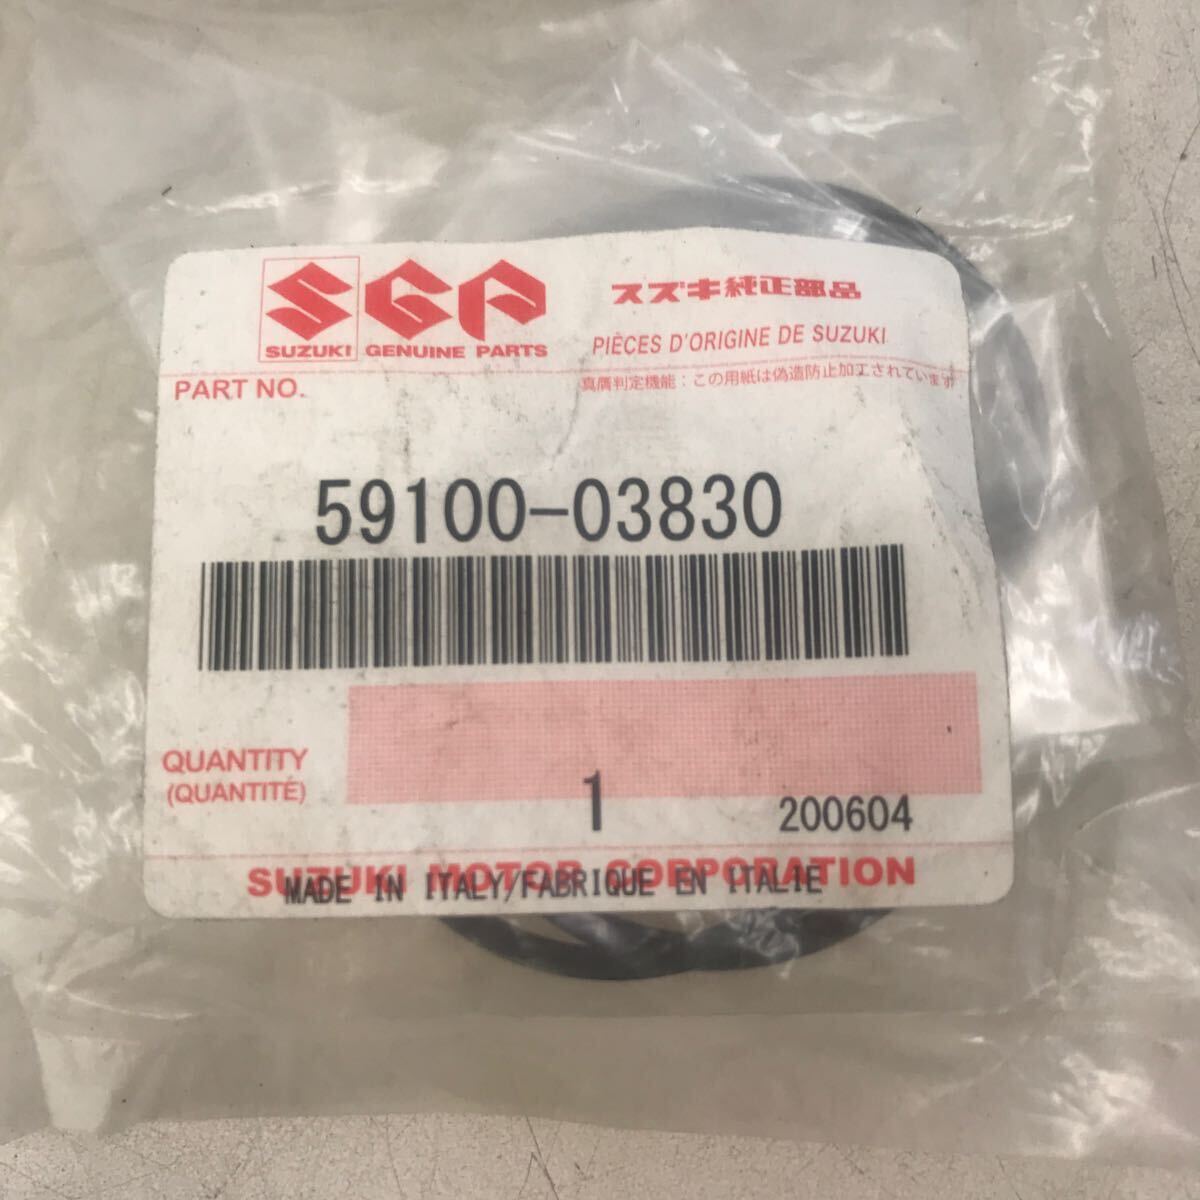 SGP
SUZUKI GENUINE PARTS
スズキ純正部品
PIÈCES D'ORIGINE DE SUZUKI
PART NO.
真贋判定機能：この用紙は偽造防止加工されています
59100-03830
QUANTITY
(QUANTITÉ)
1
200604
SUZUKI MOTOR CORPORATION
MADE IN ITALY/FABRIQUE EN ITALIE